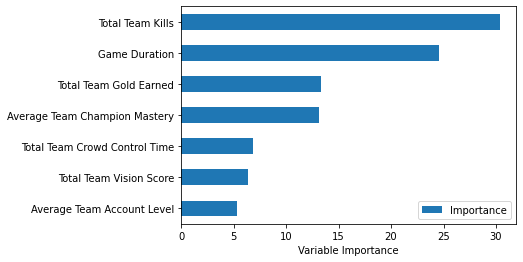 Total Team Kills
Game Duration
Total Team Gold Earned
Average Team Champion Mastery
Total Team Crowd Control Time
Total Team Vision Score
Average Team Account Level
Importance
0 5 10 15 20 25 30
Variable Importance